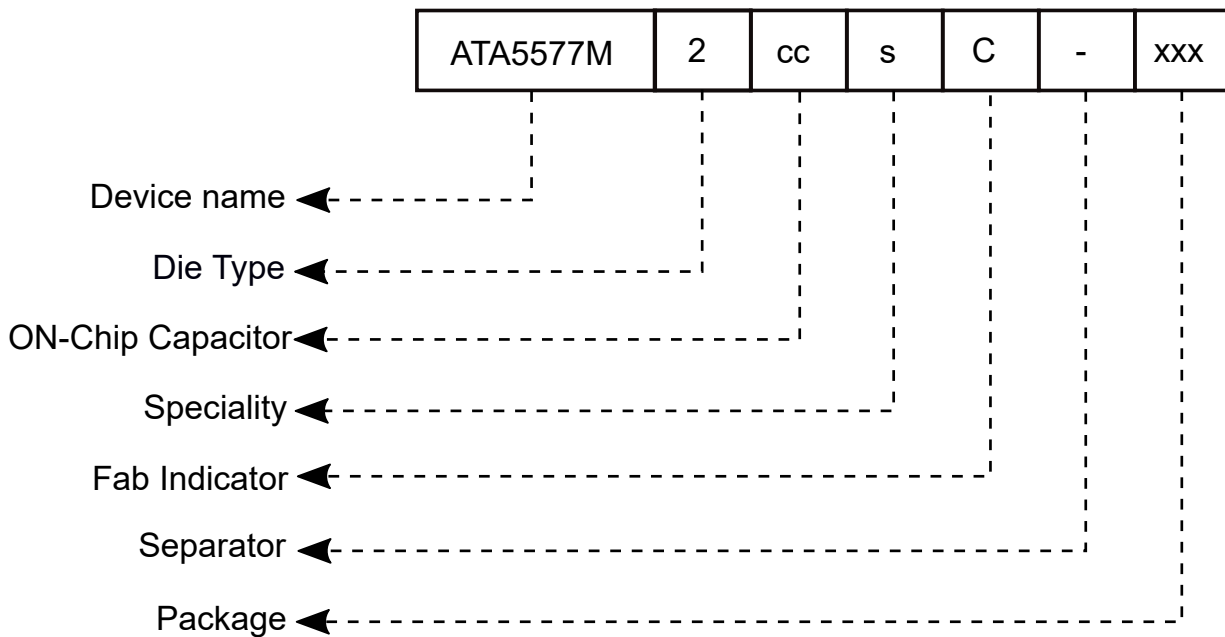 ATA5577M 2 cc s C - xxx
Device name
Die Type
ON-Chip Capacitor
Speciality
Fab Indicator
Separator
Package